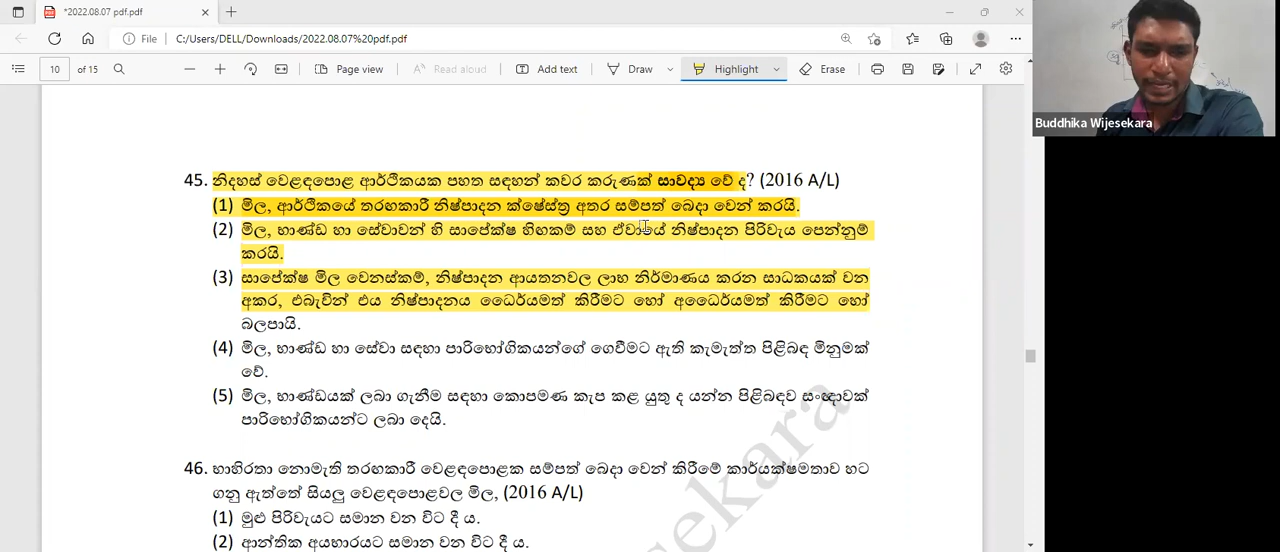 *2022.08.07 pdf.pdf
File
C:/Users/DELL/Downloads/2022.08.07%20pdf.pdf
10 of 15
Page view
Read aloud
Add text
Draw
Highlight
Erase
Buddhika Wijesekara
45. නිදහස් වෙළඳපොළ ආර්ථිකයක පහත සඳහන් කවර කරුණක් සාවද්‍ය වේ ද? (2016 A/L)
(1) මිල, ආර්ථිකයේ තරඟකාරී නිෂ්පාදන ක්ෂේස්ත්‍ර අතර සම්පත් බෙදා වෙන් කරයි.
(2) මිල, භාණ්ඩ හා සේවාවන් හි සාපේක්ෂ හිඟකම් සහ ඒවායේ නිෂ්පාදන පිරිවැය පෙන්නුම්
කරයි.
(3) සාපේක්ෂ මිල වෙනස්කම්, නිෂ්පාදන ආයතනවල ලාභ නිර්මාණය කරන සාධකයක් වන
අකර, එබැවින් එය නිෂ්පාදනය ධෛර්යමත් කිරීමට හෝ අධෛර්යමත් කිරීමට හෝ
බලපායි.
(4) මිල, භාණ්ඩ හා සේවා සඳහා පාරිභෝගිකයන්ගේ ගෙවීමට ඇති කැමැත්ත පිළිබඳ මිනුමක්
වේ.
(5) මිල, භාණ්ඩයක් ලබා ගැනීම සඳහා කොපමණ කැප කළ යුතු ද යන්න පිළිබඳව සංඥාවක්
පාරිභෝගිකයන්ට ලබා දෙයි.
46. භාහිරතා නොමැති තරඟකාරී වෙළඳපොළක සම්පත් බෙදා වෙන් කිරීමේ කාර්යක්ෂමතාව හට
ගනු ඇත්තේ සියලු වෙළඳපොළවල මිල, (2016 A/L)
(1) මුළු පිරිවැයට සමාන වන විට දී ය.
(2) ආන්තික අයභාරයට සමාන වන විට දී ය.
sekara